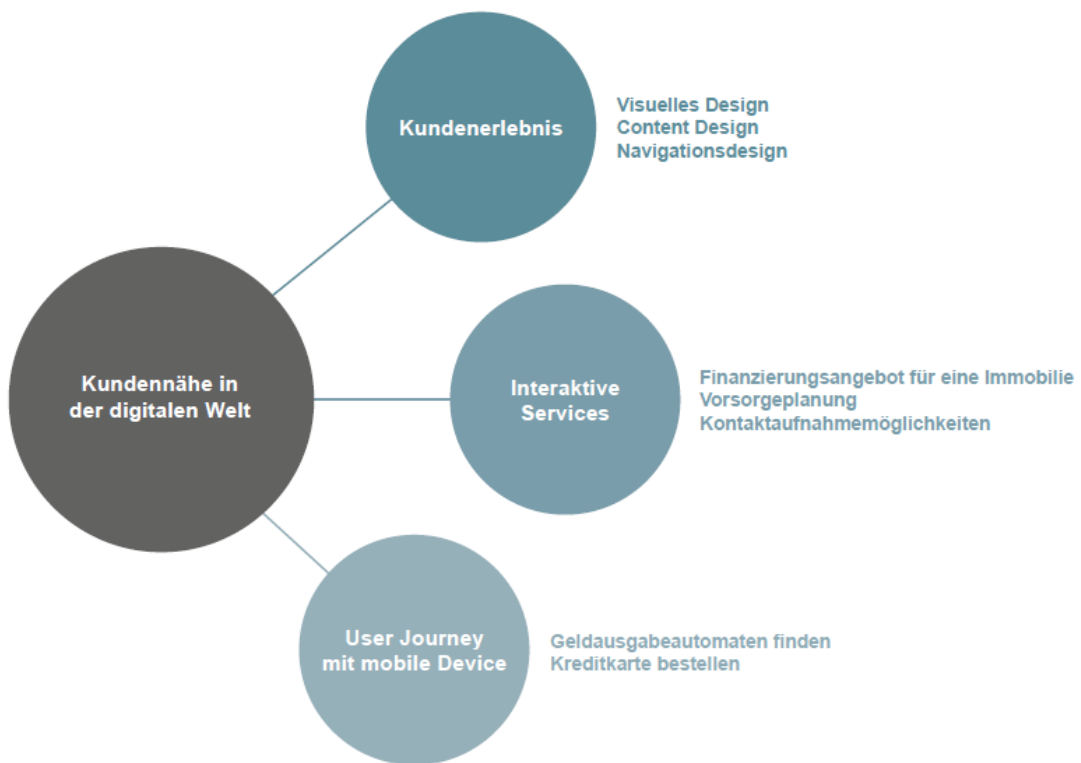 Kundenerlebnis
Visuelles Design
Content Design
Navigationsdesign
Kundennähe in
der digitalen Welt
Interaktive
Services
Finanzierungsangebot für eine Immobilie
Vorsorgeplanung
Kontaktaufnahmemöglichkeiten
User Journey
mit mobile Device
Geldausgabeautomaten finden
Kreditkarte bestellen